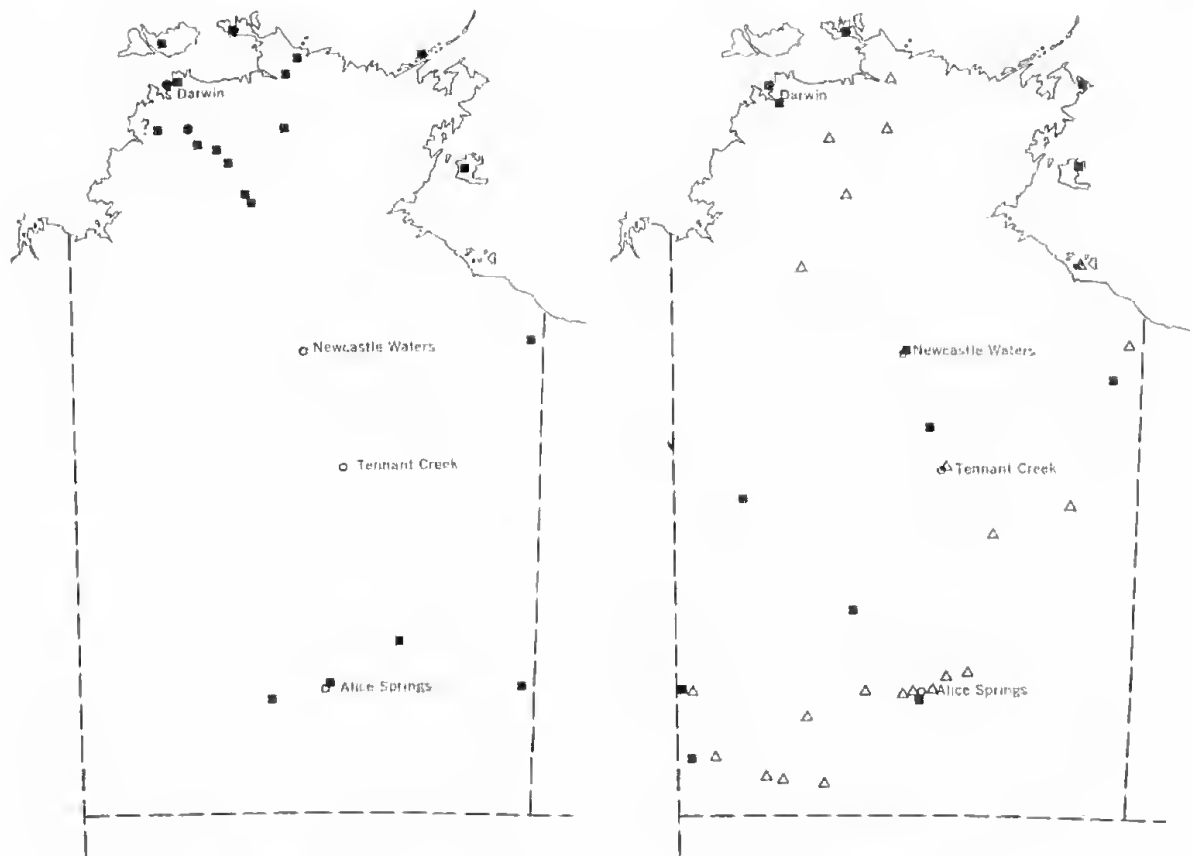 Darwin
?
Newcastle Waters
Tennant Creek
Alice Springs
Darwin
Newcastle Waters
Tennant Creek
Alice Springs